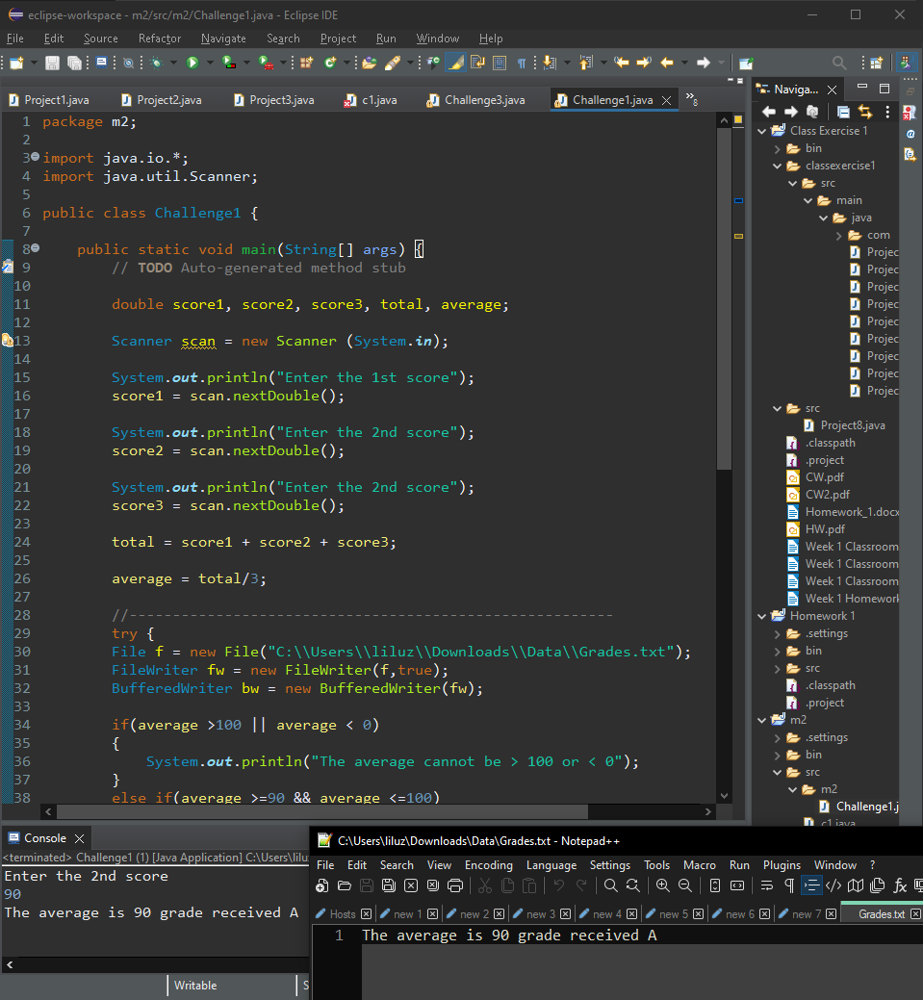 eclipse-workspace - m2/src/m2/Challenge1.java - Eclipse IDE
File Edit Source Refactor Navigate Search Project Run Window Help
Project1.java Project2.java Project3.java c1.java Challenge3.java Challenge1.java »8
1 package m2;
2
3 import java.io.*;
4 import java.util.Scanner;
5
6 public class Challenge1 {
7
8 public static void main(String[] args) {
9 // TODO Auto-generated method stub
10
11 double score1, score2, score3, total, average;
12
13 Scanner scan = new Scanner (System.in);
14
15 System.out.println("Enter the 1st score");
16 score1 = scan.nextDouble();
17
18 System.out.println("Enter the 2nd score");
19 score2 = scan.nextDouble();
20
21 System.out.println("Enter the 2nd score");
22 score3 = scan.nextDouble();
23
24 total = score1 + score2 + score3;
25
26 average = total/3;
27
28 //--------------------------------------------------------
29 try {
30 File f = new File("C:\\Users\\liluz\\Downloads\\Data\\Grades.txt");
31 FileWriter fw = new FileWriter(f,true);
32 BufferedWriter bw = new BufferedWriter(fw);
33
34 if(average >100 || average < 0)
35 {
36 System.out.println("The average cannot be > 100 or < 0");
37 }
38 else if(average >=90 && average <=100)
Naviga...
Class Exercise 1
bin
classexercise1
src
main
java
com
Projec
Projec
Projec
Projec
Projec
Projec
Projec
Projec
Projec
src
Project8.java
.classpath
.project
CW.pdf
CW2.pdf
Homework_1.docx
HW.pdf
Week 1 Classroom
Week 1 Classroom
Week 1 Classroom
Week 1 Homework
Homework 1
.settings
bin
src
.classpath
.project
m2
.settings
bin
src
m2
Challenge1.j
c1.java
Console
<terminated> Challenge1 (1) [Java Application] C:\Users\liluz
Enter the 2nd score
90
The average is 90 grade received A
Writable S
C:\Users\liluz\Downloads\Data\Grades.txt - Notepad++
File Edit Search View Encoding Language Settings Tools Macro Run Plugins Window ?
Hosts new 1 new 2 new 3 new 4 new 5 new 6 new 7 Grades.txt
1 The average is 90 grade received A